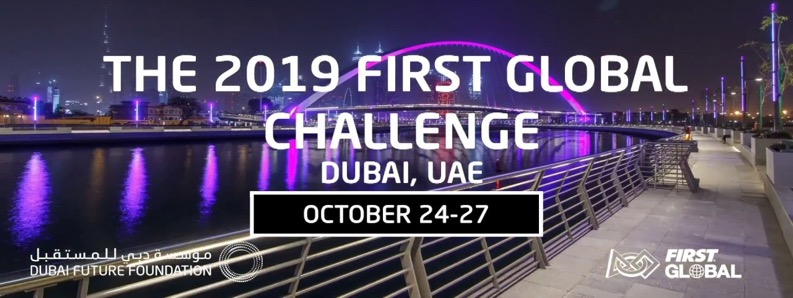 THE 2019 FIRST GLOBAL
CHALLENGE
DUBAI, UAE
OCTOBER 24-27
مؤسسة دبي للمستقبل
DUBAI FUTURE FOUNDATION
FIRST
GLOBAL